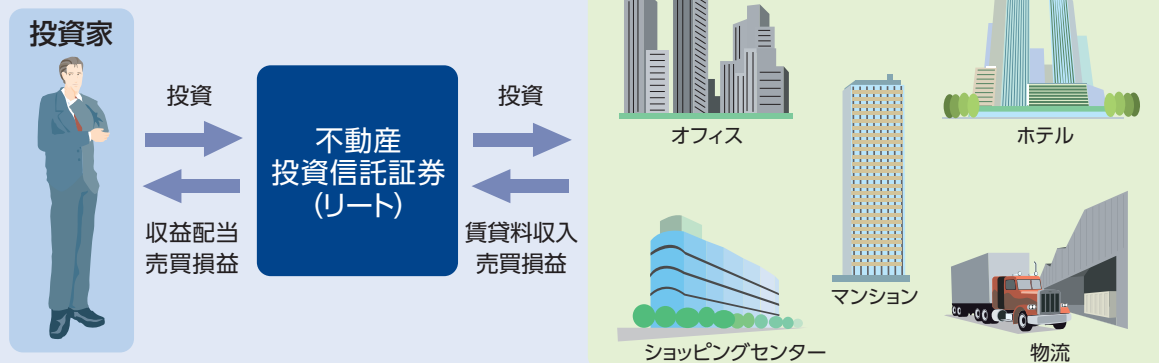 投資家
投資
収益配当
売買損益
不動産
投資信託証券
(リート)
投資
賃貸料収入
売買損益
オフィス
ホテル
マンション
ショッピングセンター
物流